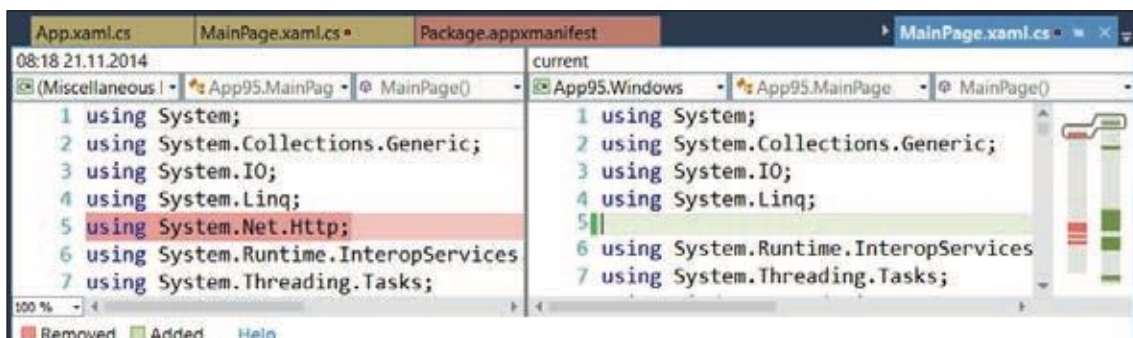 App.xaml.cs MainPage.xaml.cs Package.appxmanifest MainPage.xaml.cs
08:18 21.11.2014 current
(Miscellaneous App95.MainPag MainPage() App95.Windows App95.MainPage MainPage()
1 using System; 1 using System;
2 using System.Collections.Generic; 2 using System.Collections.Generic;
3 using System.IO; 3 using System.IO;
4 using System.Linq; 4 using System.Linq;
5 using System.Net.Http; 5
6 using System.Runtime.InteropServices 6 using System.Runtime.InteropServices
7 using System.Threading.Tasks; 7 using System.Threading.Tasks;
100 %
Removed Added Help